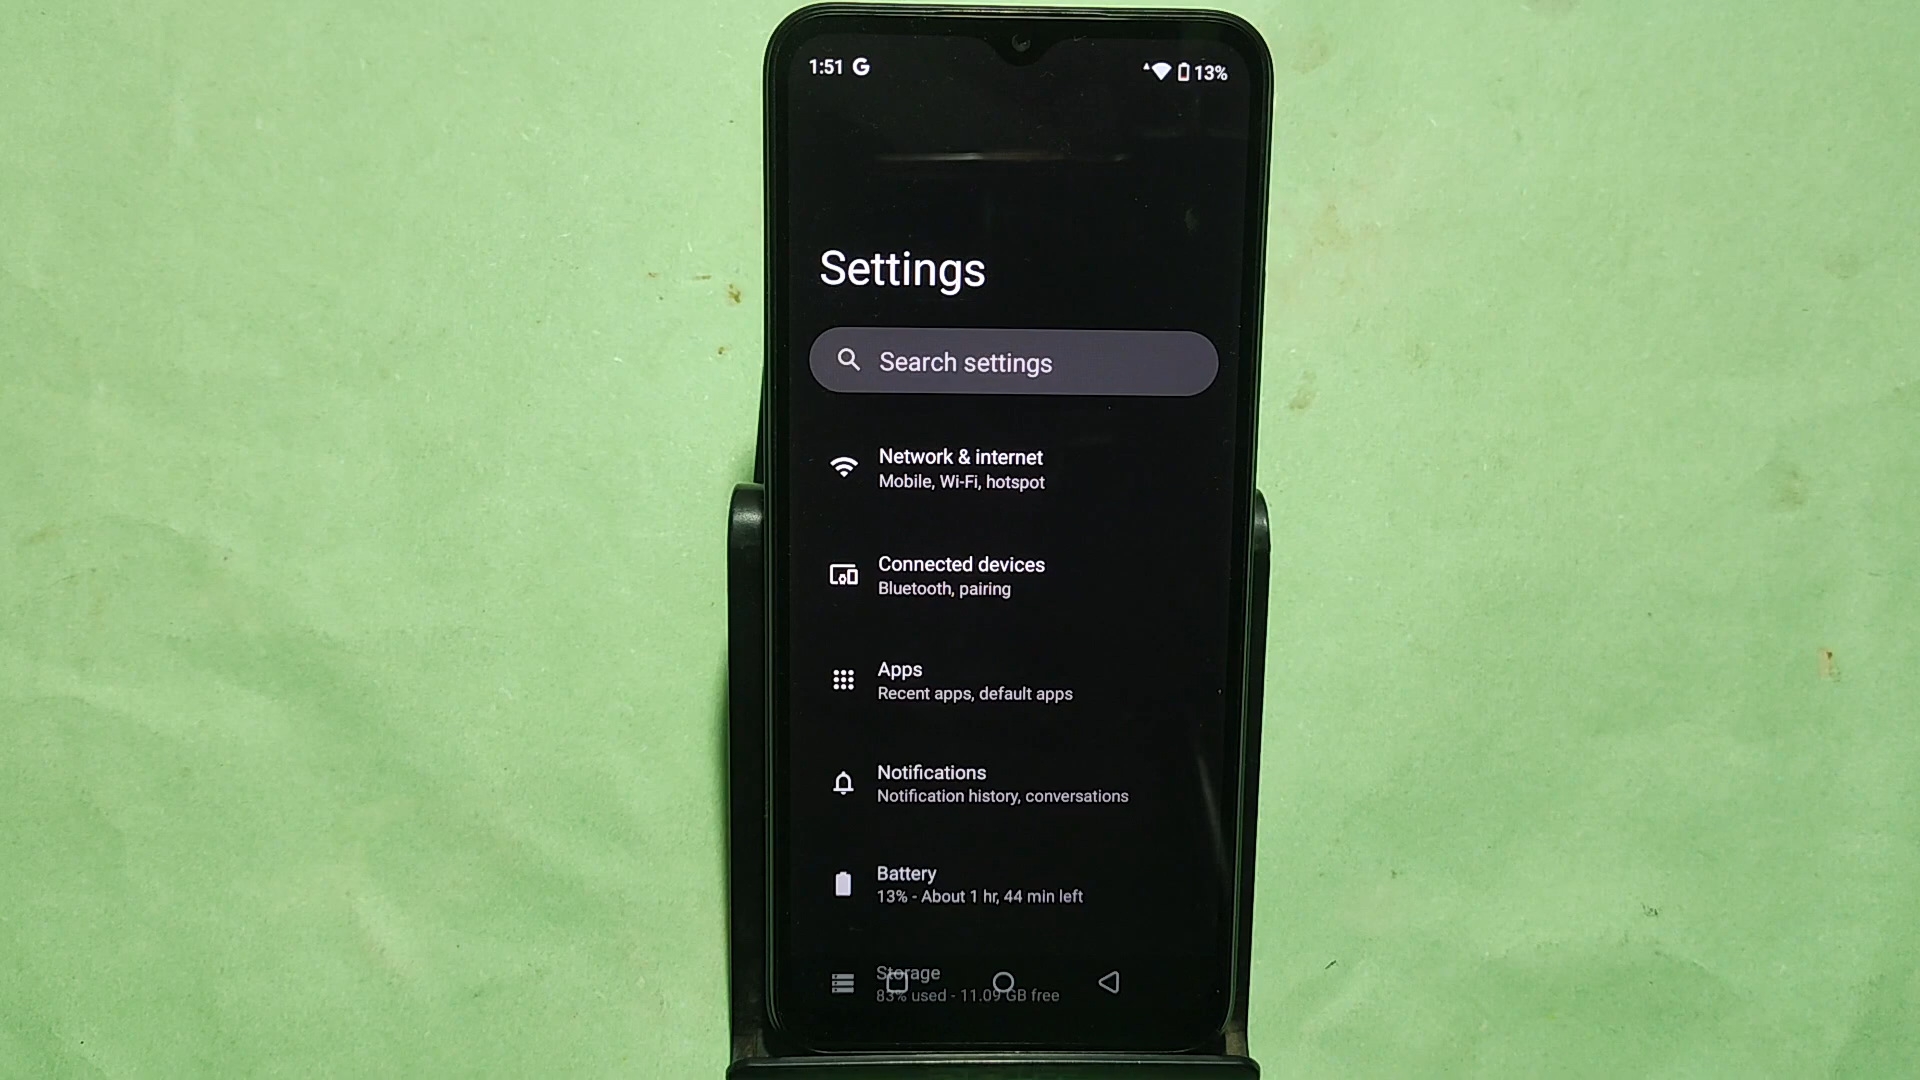 1:51 G
13%
Settings
Search settings
Network & internet
Mobile, Wi-Fi, hotspot
Connected devices
Bluetooth, pairing
Apps
Recent apps, default apps
Notifications
Notification history, conversations
Battery
13% - About 1 hr, 44 min left
Storage
83% used - 11.09 GB free